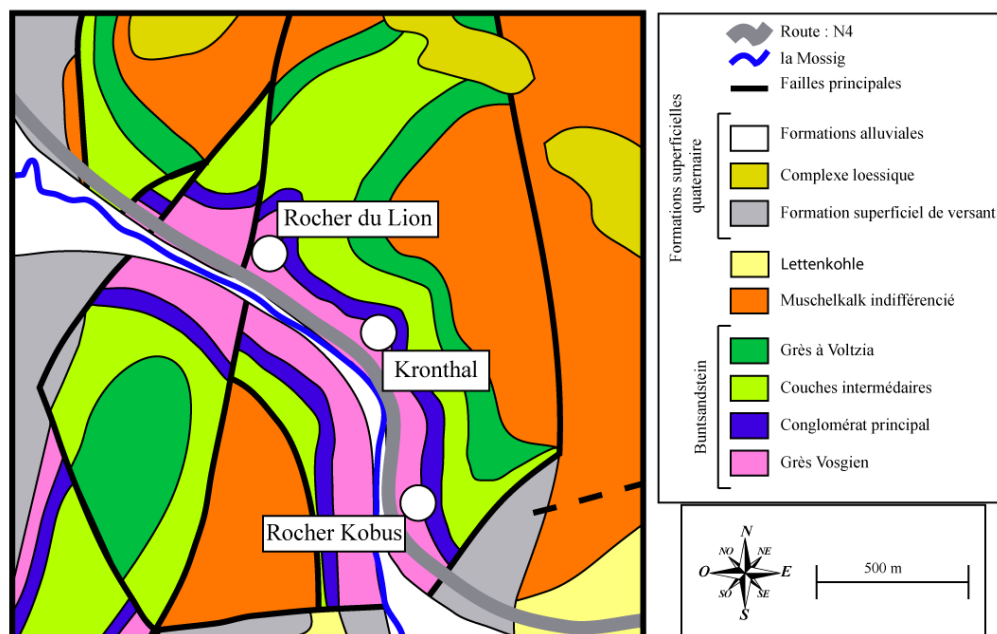 Rocher du Lion
Kronthal
Rocher Kobus
Route : N4
la Mossig
Failles principales
Formations superficielles
quaternaire
Formations alluviales
Complexe loessique
Formation superficiel de versant
Lettenkohle
Muschelkalk indifférencié
Buntsandstein
Grès à Voltzia
Couches intermédaires
Conglomérat principal
Grès Vosgien
N
NO
NE
O
E
SO
SE
S
500 m